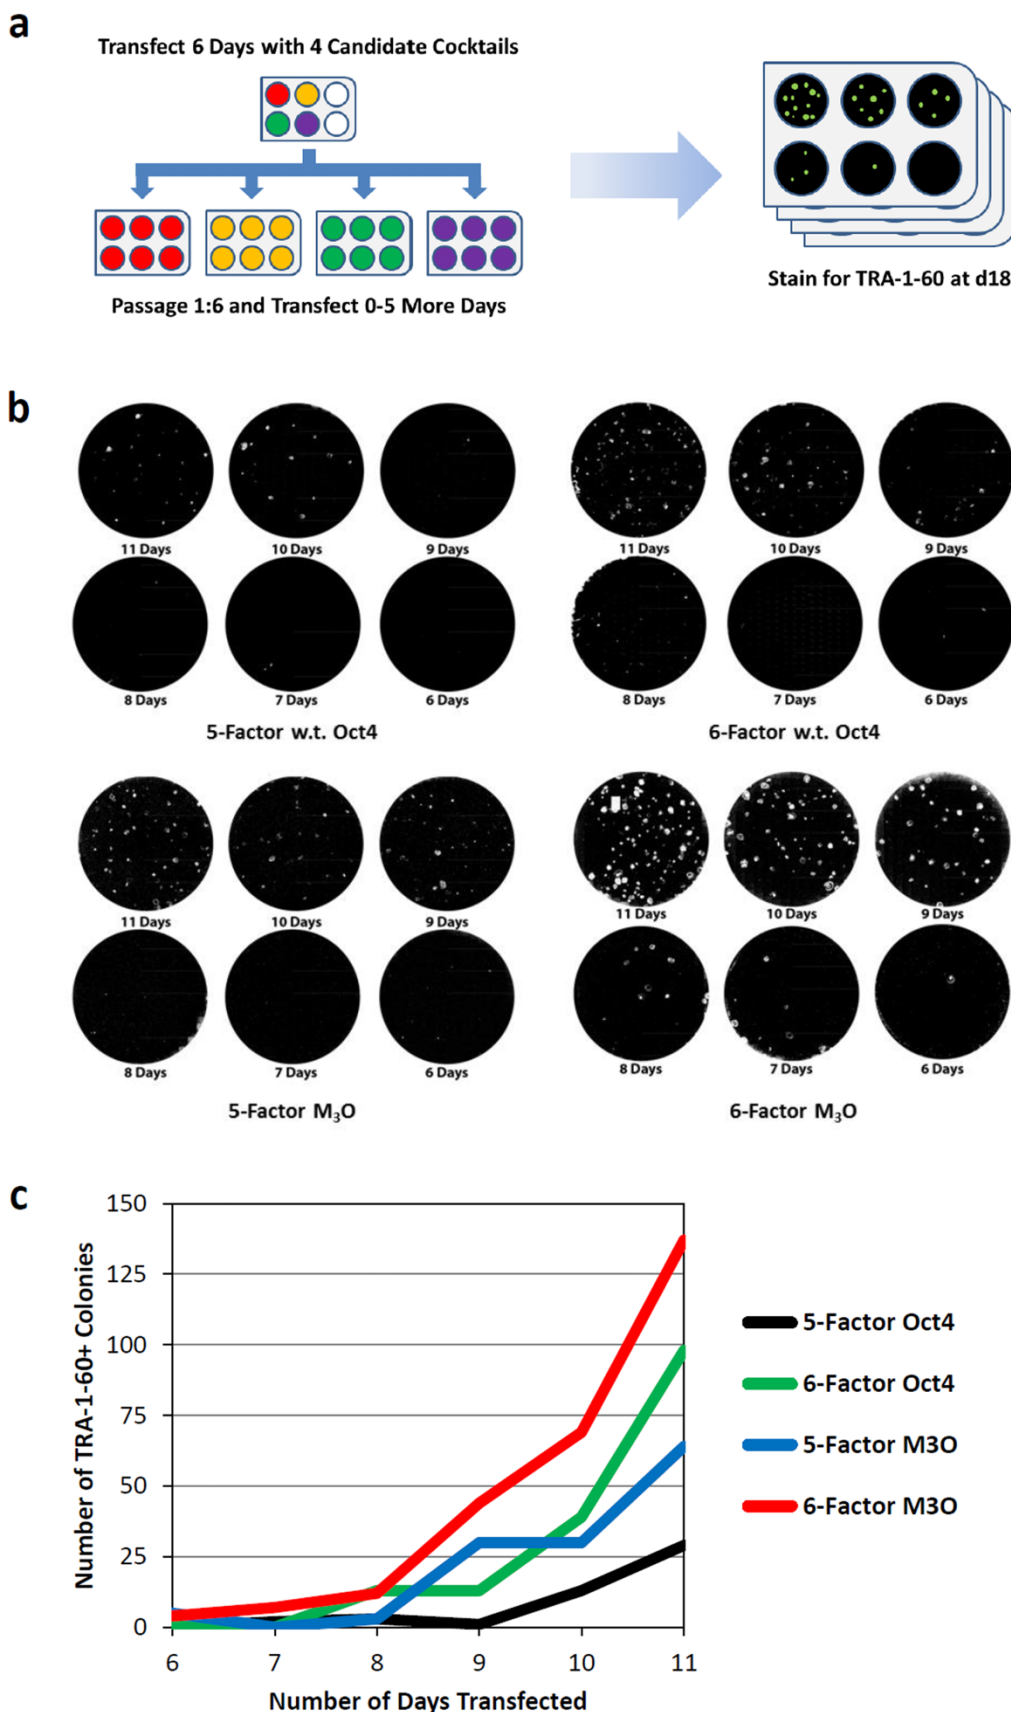 a
Transfect 6 Days with 4 Candidate Cocktails
Passage 1:6 and Transfect 0-5 More Days
Stain for TRA-1-60 at d18
b
11 Days 10 Days 9 Days
8 Days 7 Days 6 Days
5-Factor w.t. Oct4
11 Days 10 Days 9 Days
8 Days 7 Days 6 Days
6-Factor w.t. Oct4
11 Days 10 Days 9 Days
8 Days 7 Days 6 Days
5-Factor M₃O
11 Days 10 Days 9 Days
8 Days 7 Days 6 Days
6-Factor M₃O
c
Number of TRA-1-60+ Colonies
150
125
100
75
50
25
0
6 7 8 9 10 11
Number of Days Transfected
5-Factor Oct4
6-Factor Oct4
5-Factor M3O
6-Factor M3O